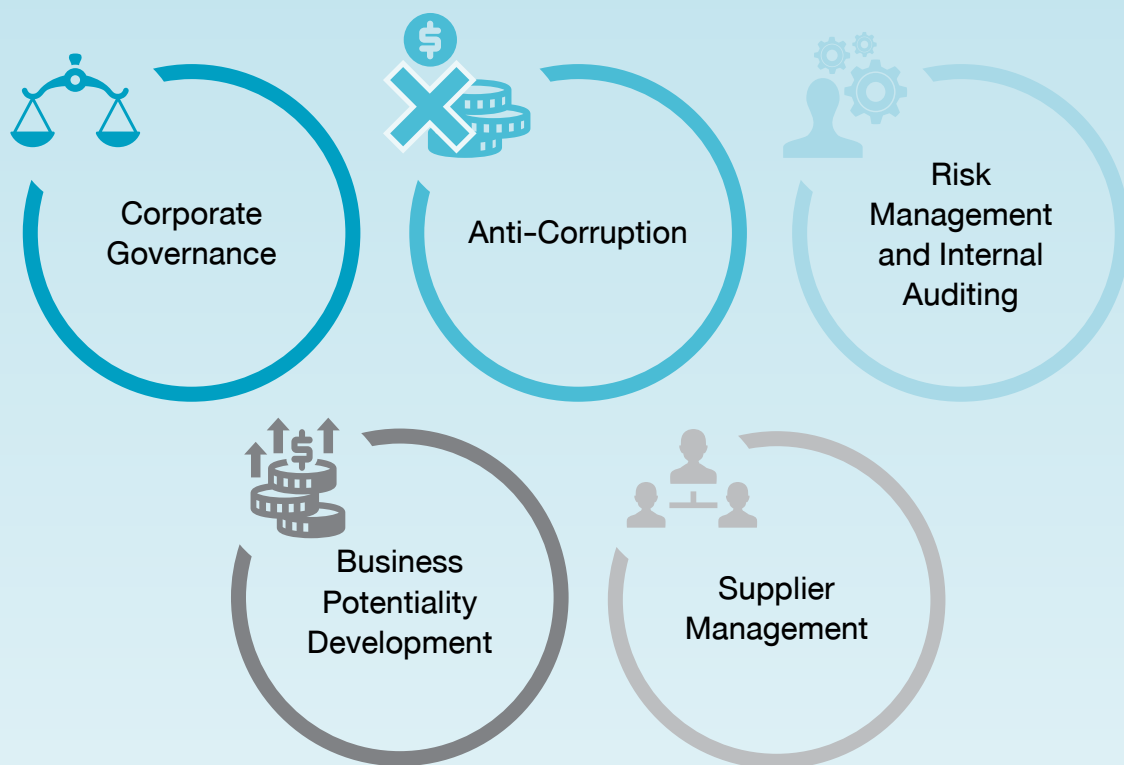 Corporate
Governance
Anti-Corruption
Risk
Management
and Internal
Auditing
Business
Potentiality
Development
Supplier
Management